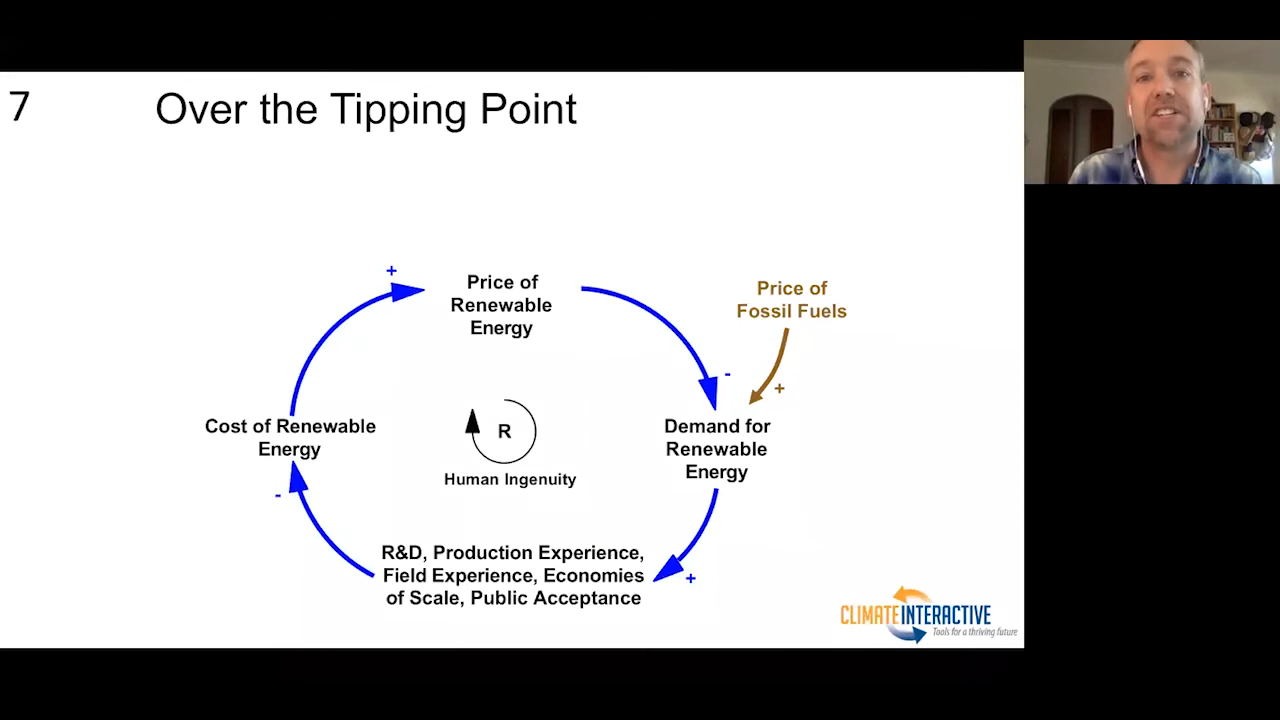 7
Over the Tipping Point
+
Price of
Renewable
Energy
Price of
Fossil Fuels
-
+
Cost of Renewable
Energy
R
Human Ingenuity
Demand for
Renewable
Energy
-
R&D, Production Experience,
Field Experience, Economies
of Scale, Public Acceptance
+
CLIMATE INTERACTIVE
Tools for a thriving future